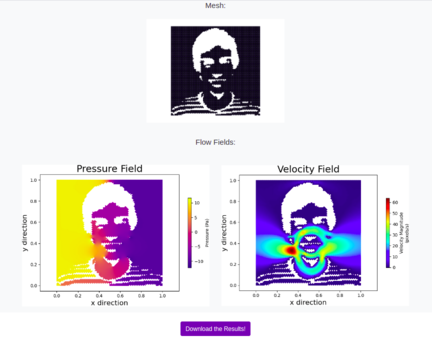 Mesh:
Flow Fields:
Pressure Field
y direction
1.0
0.8
0.6
0.4
0.2
0.0
0.0 0.2 0.4 0.6 0.8 1.0
x direction
10
5
0
−5
−10
Pressure (Pa)
Velocity Field
y direction
1.0
0.8
0.6
0.4
0.2
0.0
0.0 0.2 0.4 0.6 0.8 1.0
x direction
60
50
40
30
20
10
0
Velocity Magnitude
Download the Results!